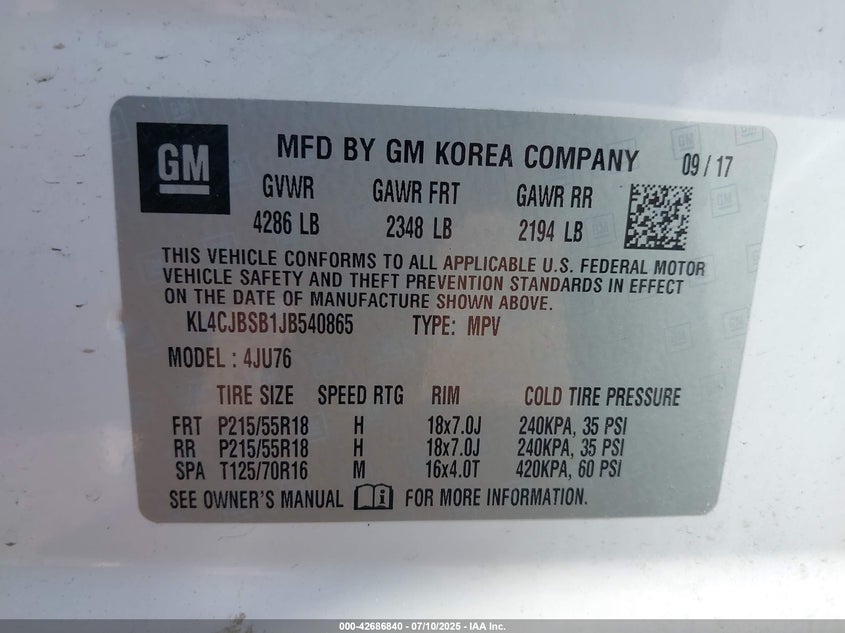 GM
MFD BY GM KOREA COMPANY 09 / 17
GVWR GAWR FRT GAWR RR
4286 LB 2348 LB 2194 LB
THIS VEHICLE CONFORMS TO ALL APPLICABLE U.S. FEDERAL MOTOR
VEHICLE SAFETY AND THEFT PREVENTION STANDARDS IN EFFECT
ON THE DATE OF MANUFACTURE SHOWN ABOVE.
KL4CJBSB1JB540865 TYPE: MPV
MODEL: 4JU76
TIRE SIZE SPEED RTG RIM COLD TIRE PRESSURE
FRT P215/55R18 H 18x7.0J 240KPA, 35 PSI
RR P215/55R18 H 18x7.0J 240KPA, 35 PSI
SPA T125/70R16 M 16x4.0T 420KPA, 60 PSI
SEE OWNER'S MANUAL i FOR MORE INFORMATION.
000-42686840 - 07/10/2025 - IAA Inc.